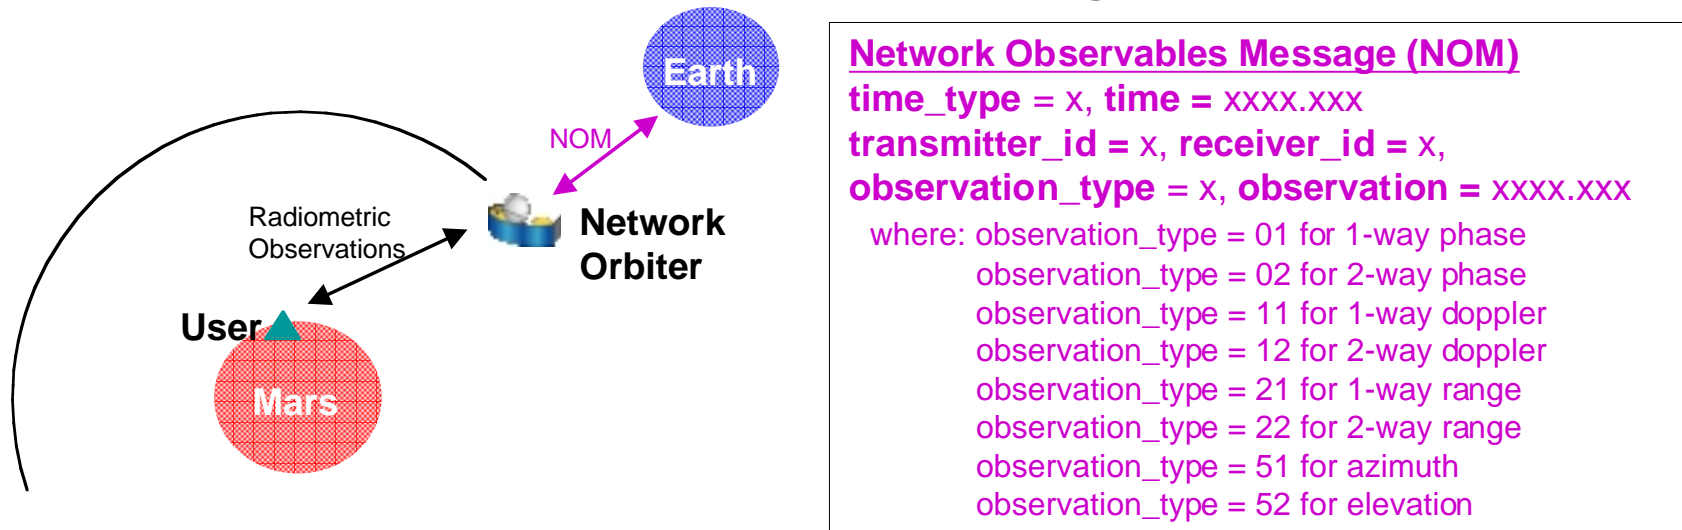 Earth
NOM
Radiometric
Observations
Network
Orbiter
User
Mars
Network Observables Message (NOM)
time_type = x, time = xxxx.xxx
transmitter_id = x, receiver_id = x,
observation_type = x, observation = xxxx.xxx
where: observation_type = 01 for 1-way phase
observation_type = 02 for 2-way phase
observation_type = 11 for 1-way doppler
observation_type = 12 for 2-way doppler
observation_type = 21 for 1-way range
observation_type = 22 for 2-way range
observation_type = 51 for azimuth
observation_type = 52 for elevation